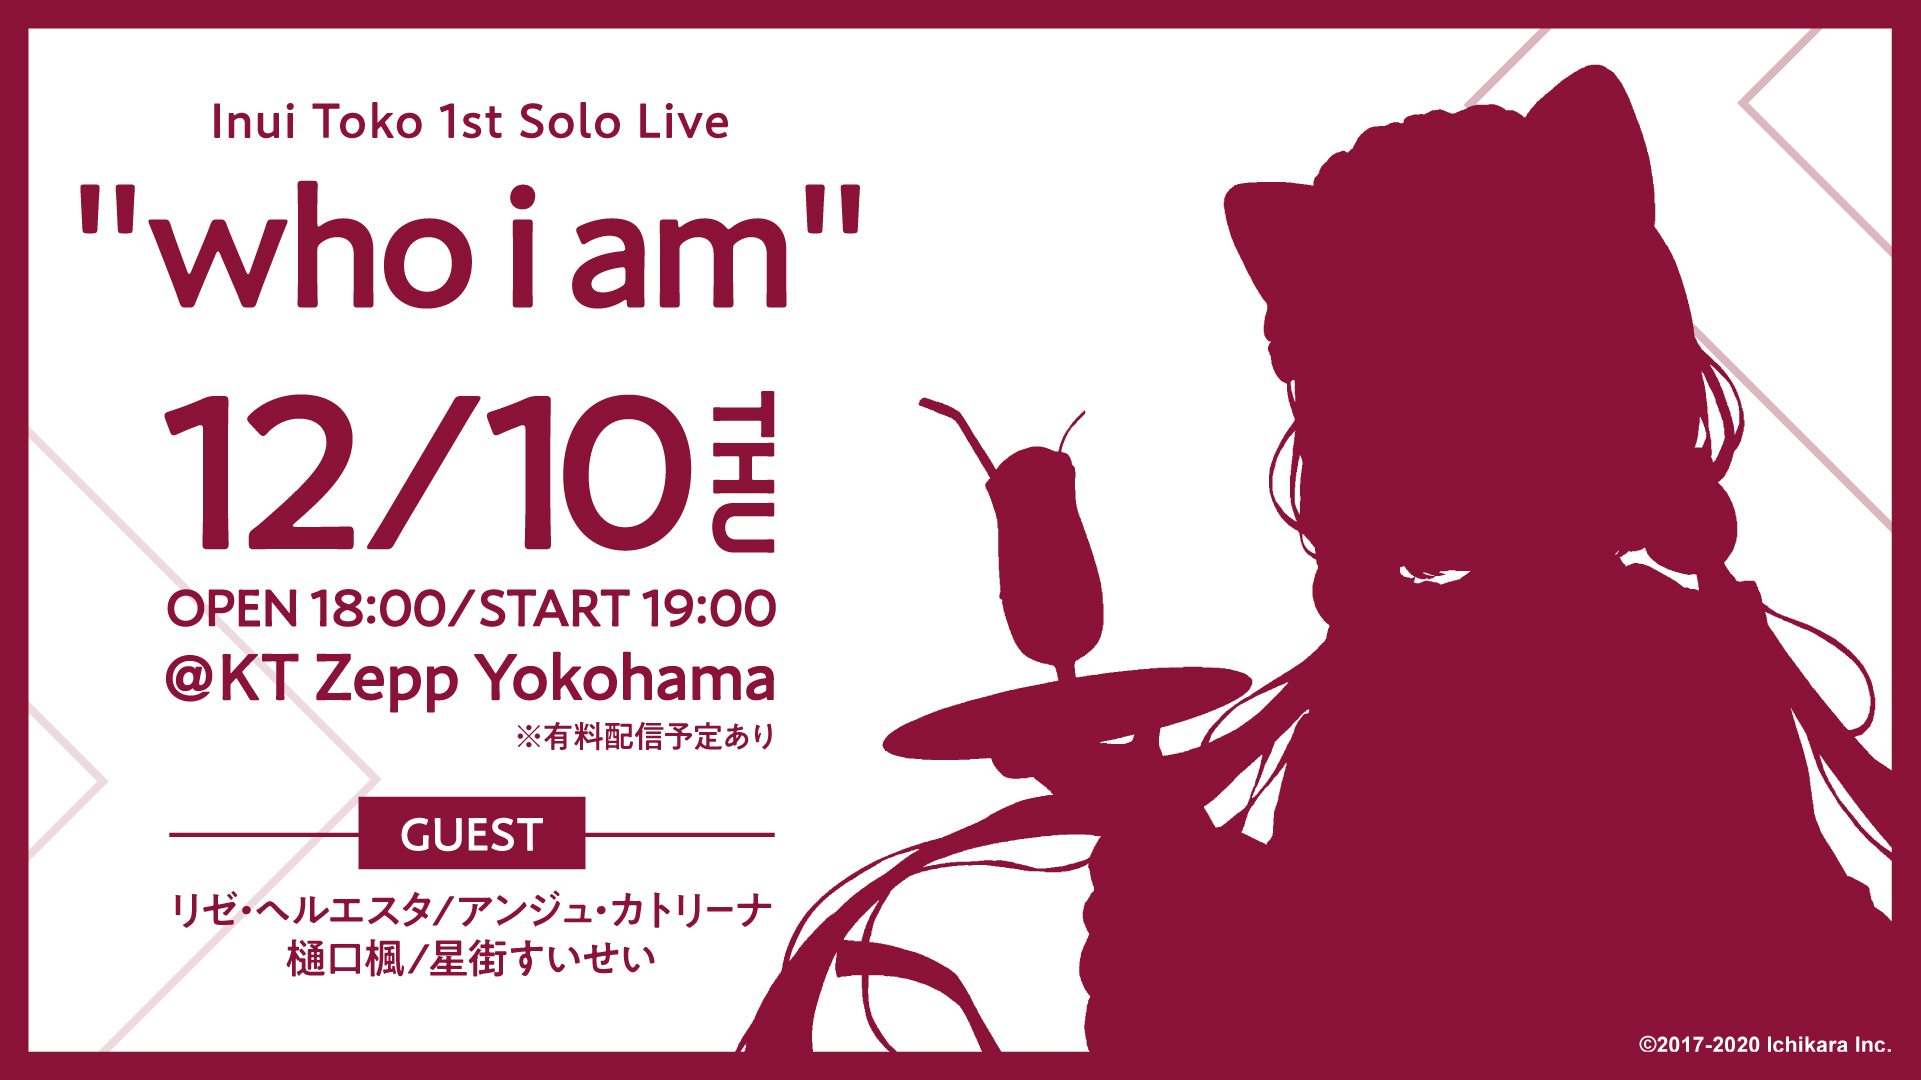 Inui Toko 1st Solo Live
"who i am"
12/10 THU
OPEN 18:00/START 19:00
@KT Zepp Yokohama
※有料配信予定あり
GUEST
リゼ・ヘルエスタ/アンジュ・カトリーナ
樋口楓/星街すいせい
©2017-2020 Ichikara Inc.